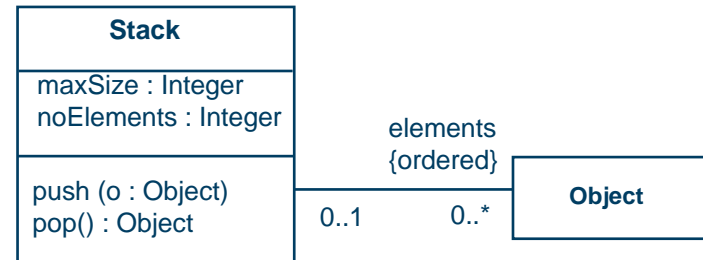 Stack
maxSize : Integer
noElements : Integer
push (o : Object)
pop() : Object
elements
{ordered}
0..1
0..*
Object